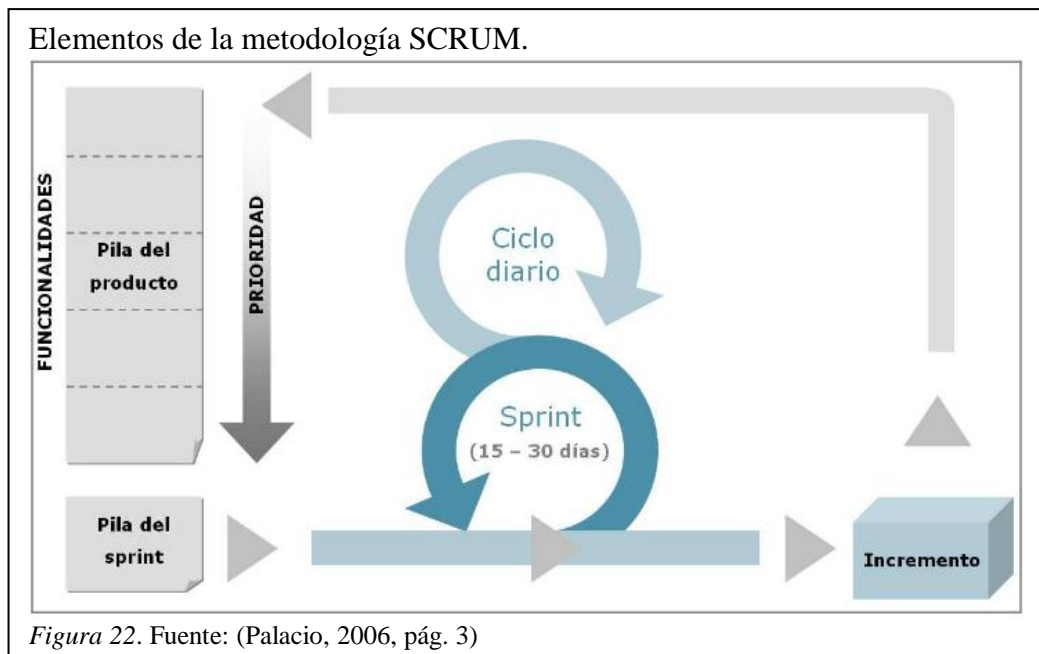 Elementos de la metodología SCRUM.
FUNCIONALIDADES
Pila del
producto
PRIORIDAD
Ciclo
diario
Sprint
(15 – 30 días)
Pila del
sprint
Incremento
Figura 22. Fuente: (Palacio, 2006, pág. 3)